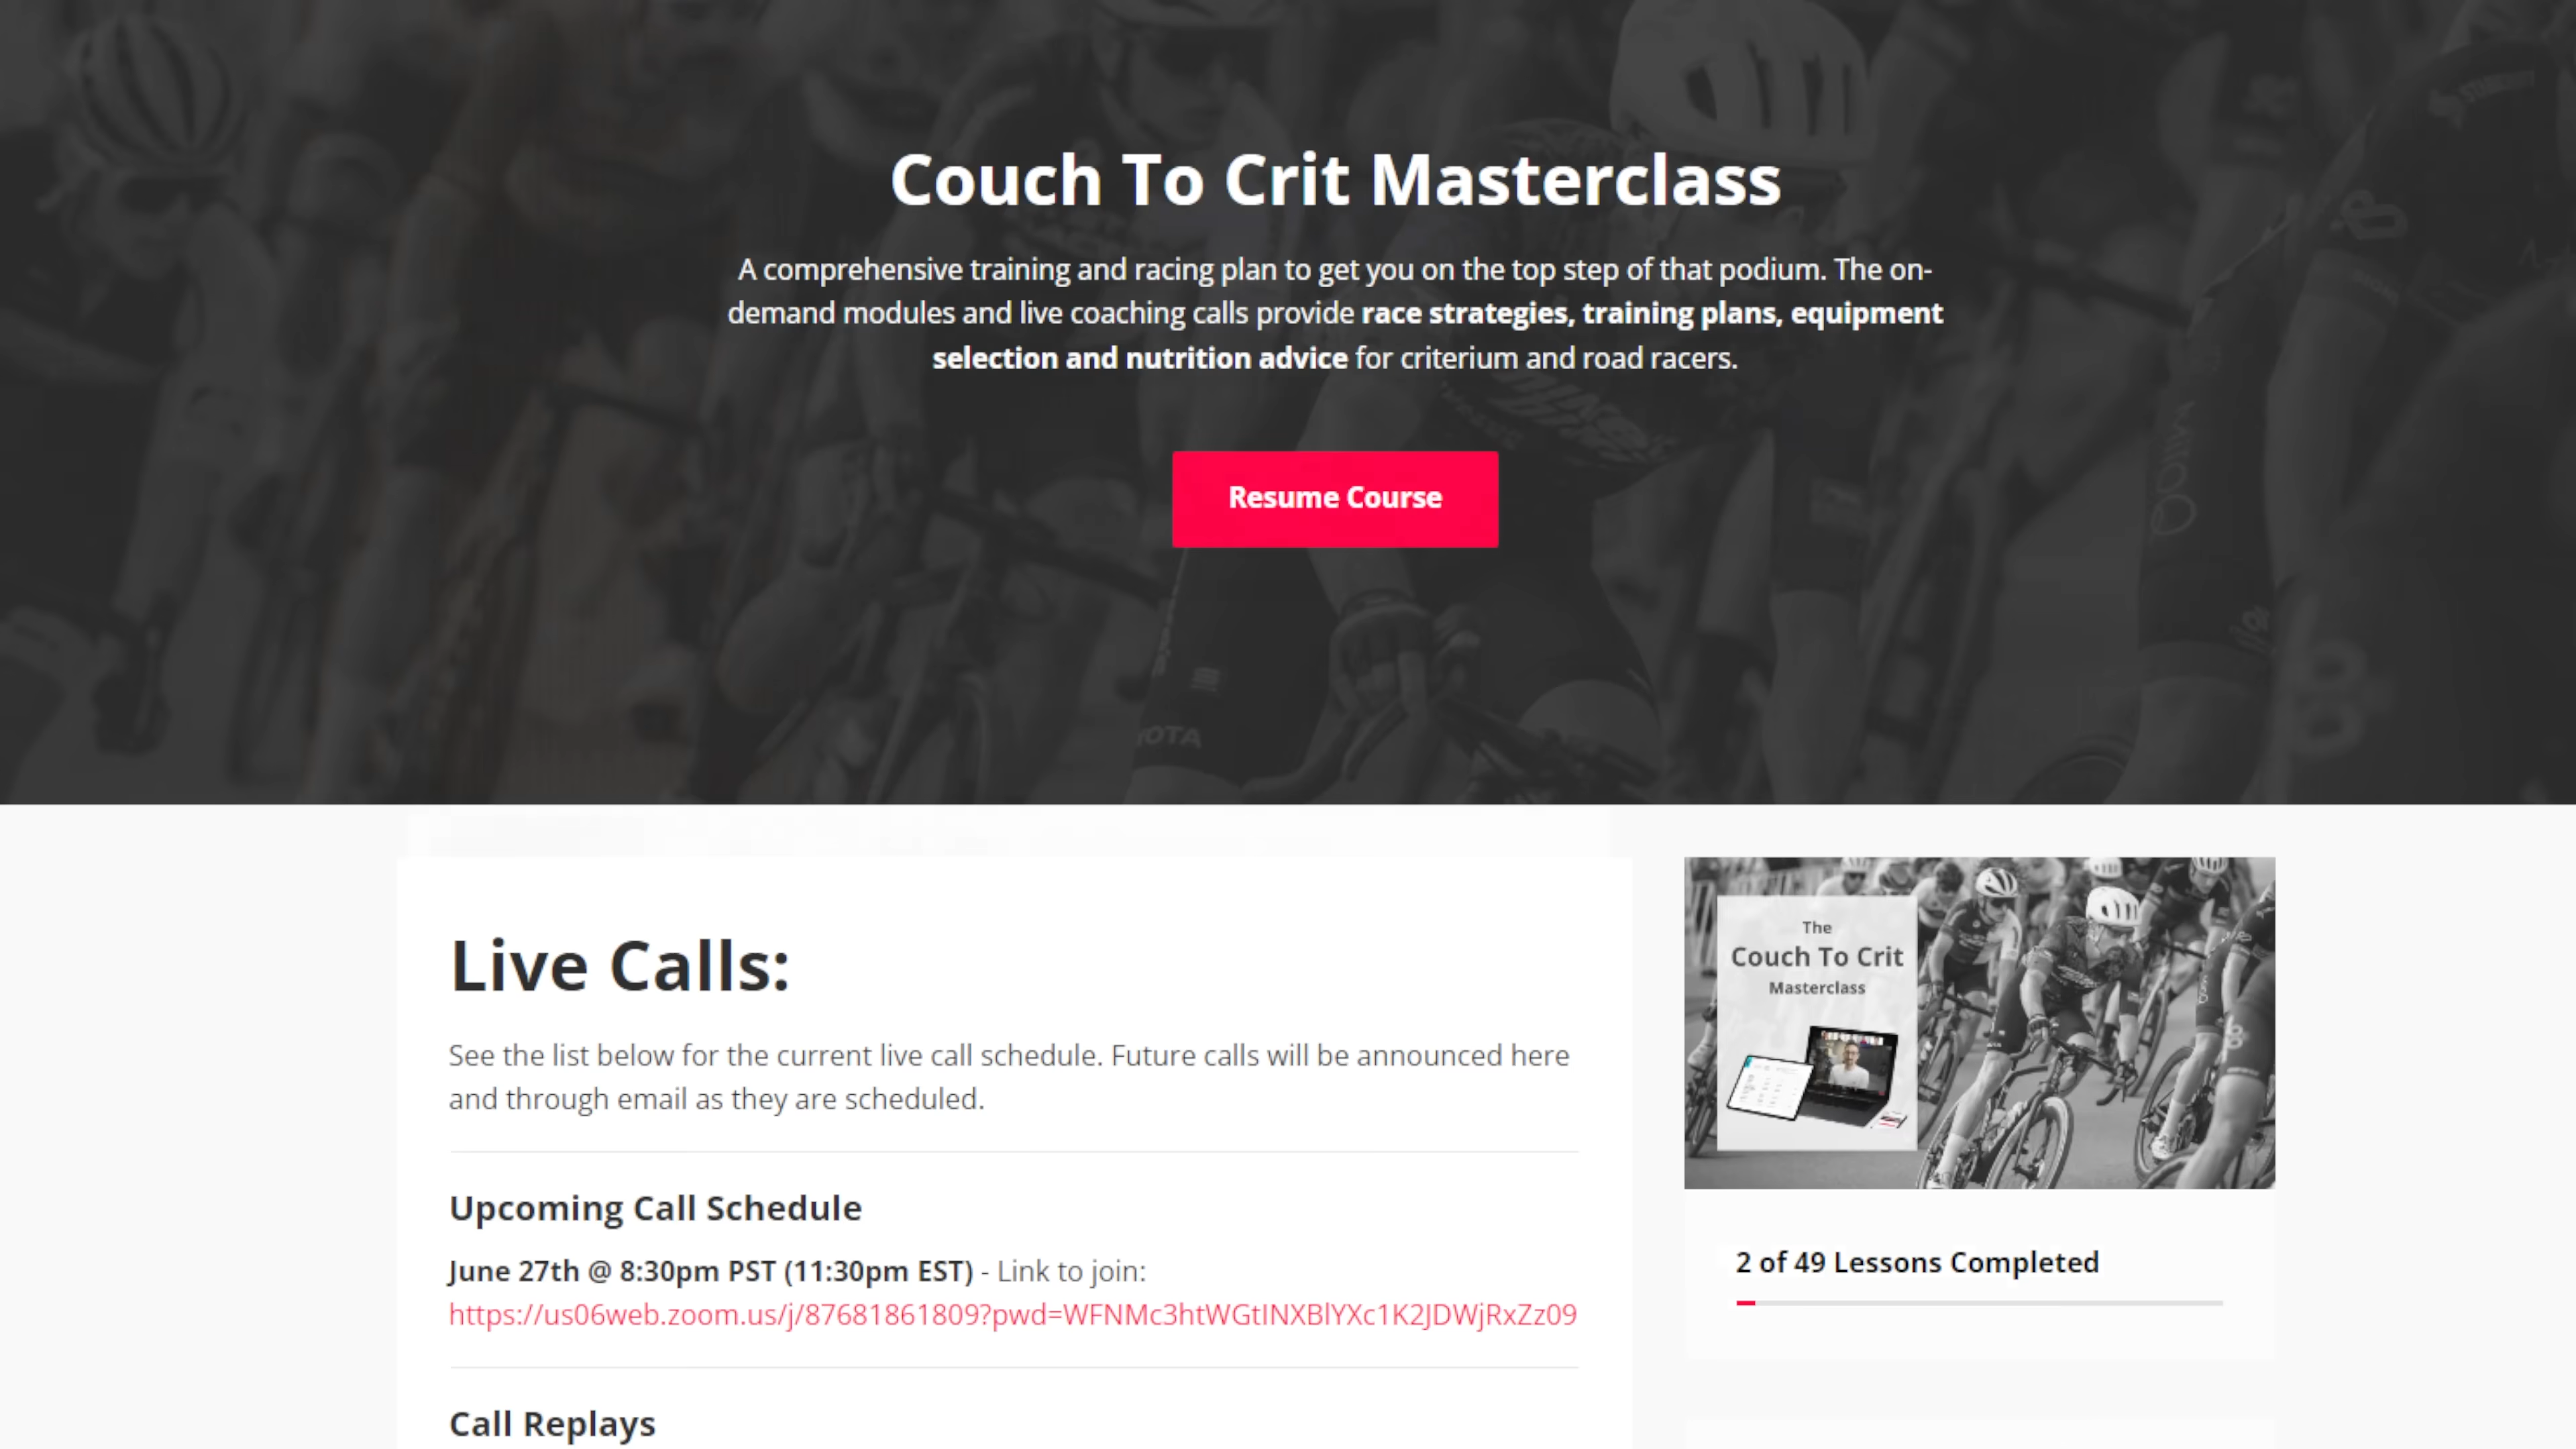 Couch To Crit Masterclass
A comprehensive training and racing plan to get you on the top step of that podium. The on-
demand modules and live coaching calls provide race strategies, training plans, equipment
selection and nutrition advice for criterium and road racers.
Resume Course
IOTA
Live Calls:
See the list below for the current live call schedule. Future calls will be announced here
and through email as they are scheduled.
The
Couch To Crit
Masterclass
Upcoming Call Schedule
June 27th @ 8:30pm PST (11:30pm EST) - Link to join:
https://us06web.zoom.us/j/87681861809?pwd=WFNMc3htWGtINXBlYXc1K2JDWjRxZz09
2 of 49 Lessons Completed
Call Replays